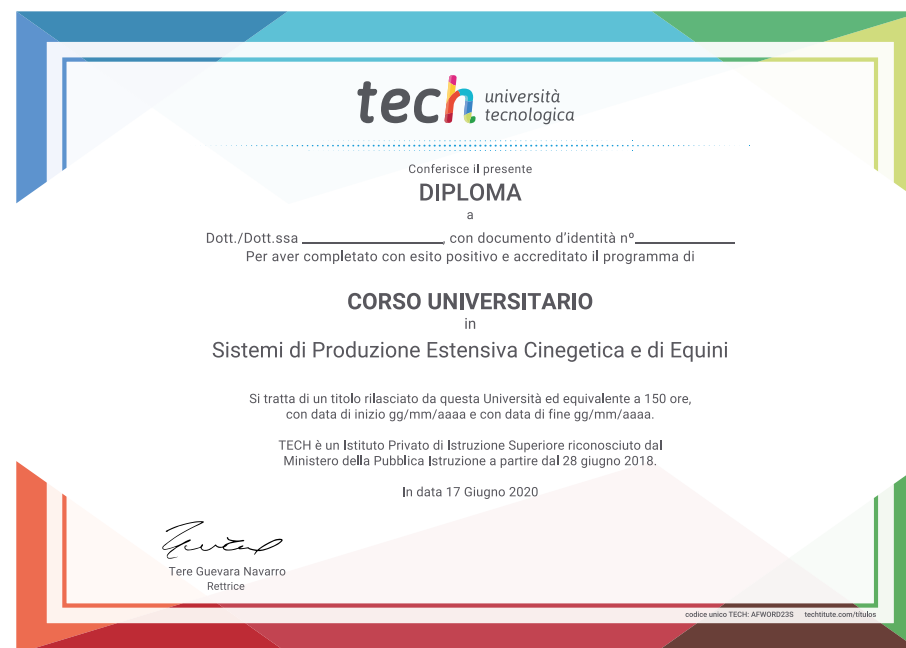 tech università
tecnologica
Conferisce il presente
DIPLOMA
a
Dott./Dott.ssa ____________________, con documento d'identità nº______________
Per aver completato con esito positivo e accreditato il programma di
CORSO UNIVERSITARIO
in
Sistemi di Produzione Estensiva Cinegetica e di Equini
Si tratta di un titolo rilasciato da questa Università ed equivalente a 150 ore,
con data di inizio gg/mm/aaaa e con data di fine gg/mm/aaaa.
TECH è un Istituto Privato di Istruzione Superiore riconosciuto dal
Ministero della Pubblica Istruzione a partire dal 28 giugno 2018.
In data 17 Giugno 2020
Tere Guevara Navarro
Rettrice
codice unico TECH: AFWORD23S techtitute.com/titulos